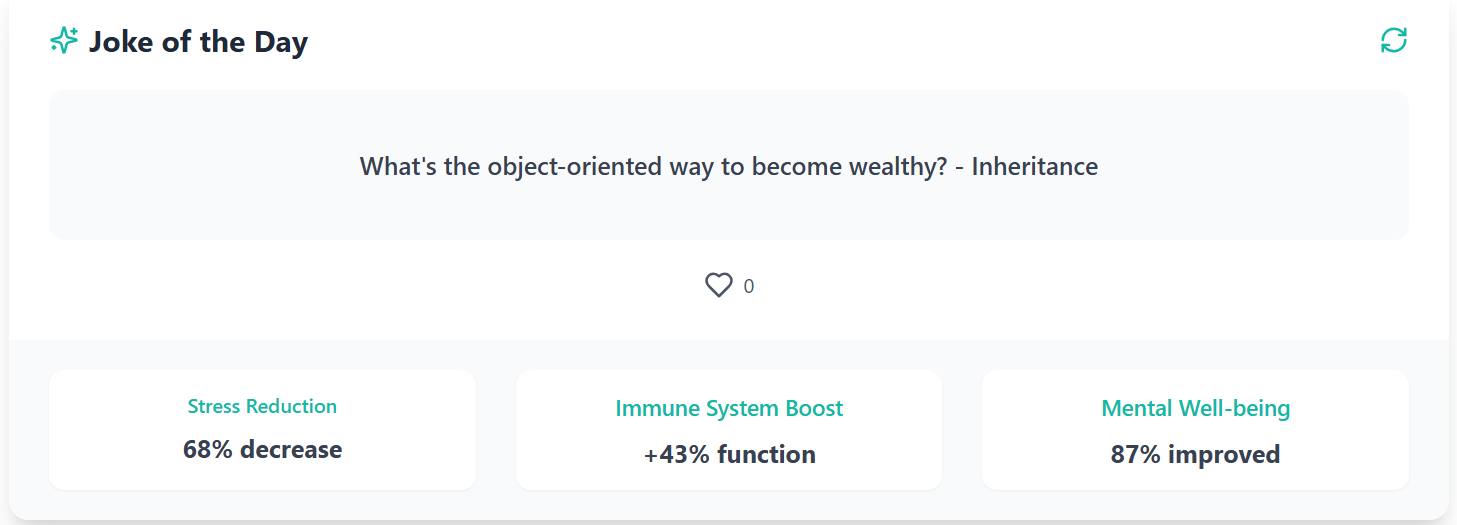 Joke of the Day
What's the object-oriented way to become wealthy? - Inheritance
0
Stress Reduction
68% decrease
Immune System Boost
+43% function
Mental Well-being
87% improved